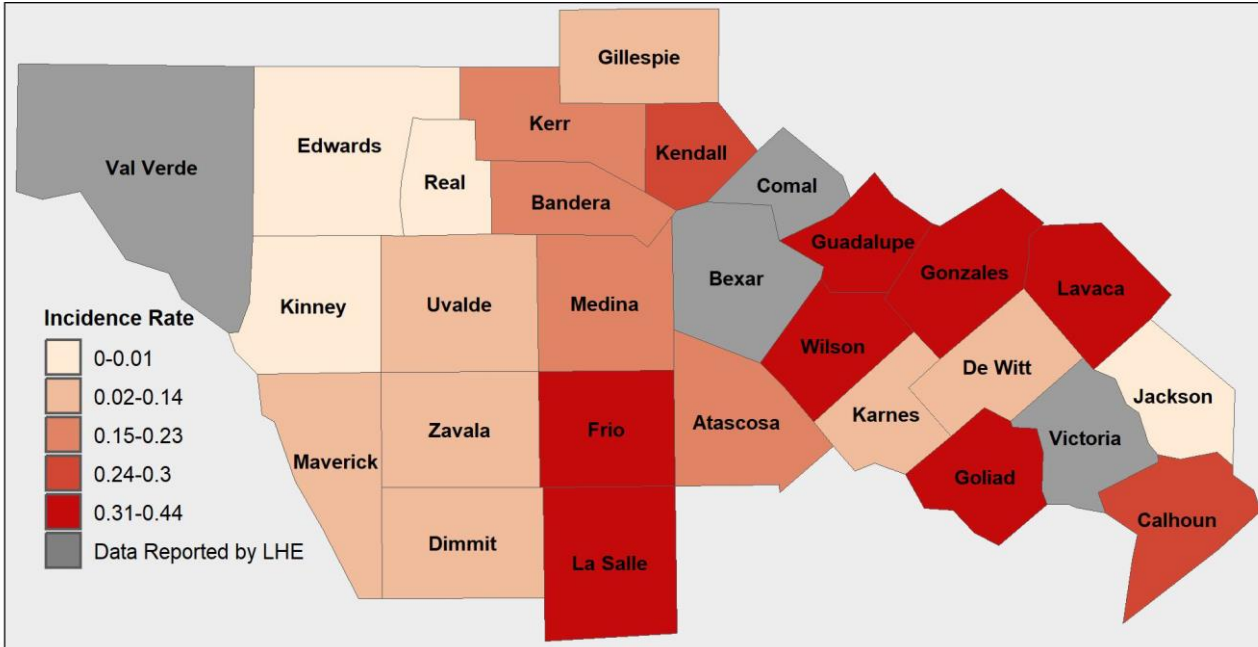 Gillespie
Kerr
Edwards
Kendall
Val Verde
Real
Comal
Bandera
Guadalupe
Gonzales
Bexar
Lavaca
Kinney
Uvalde
Medina
Incidence Rate
0-0.01
0.02-0.14
0.15-0.23
0.24-0.3
0.31-0.44
Data Reported by LHE
Wilson
De Witt
Jackson
Karnes
Atascosa
Zavala
Frio
Victoria
Maverick
Goliad
Calhoun
Dimmit
La Salle